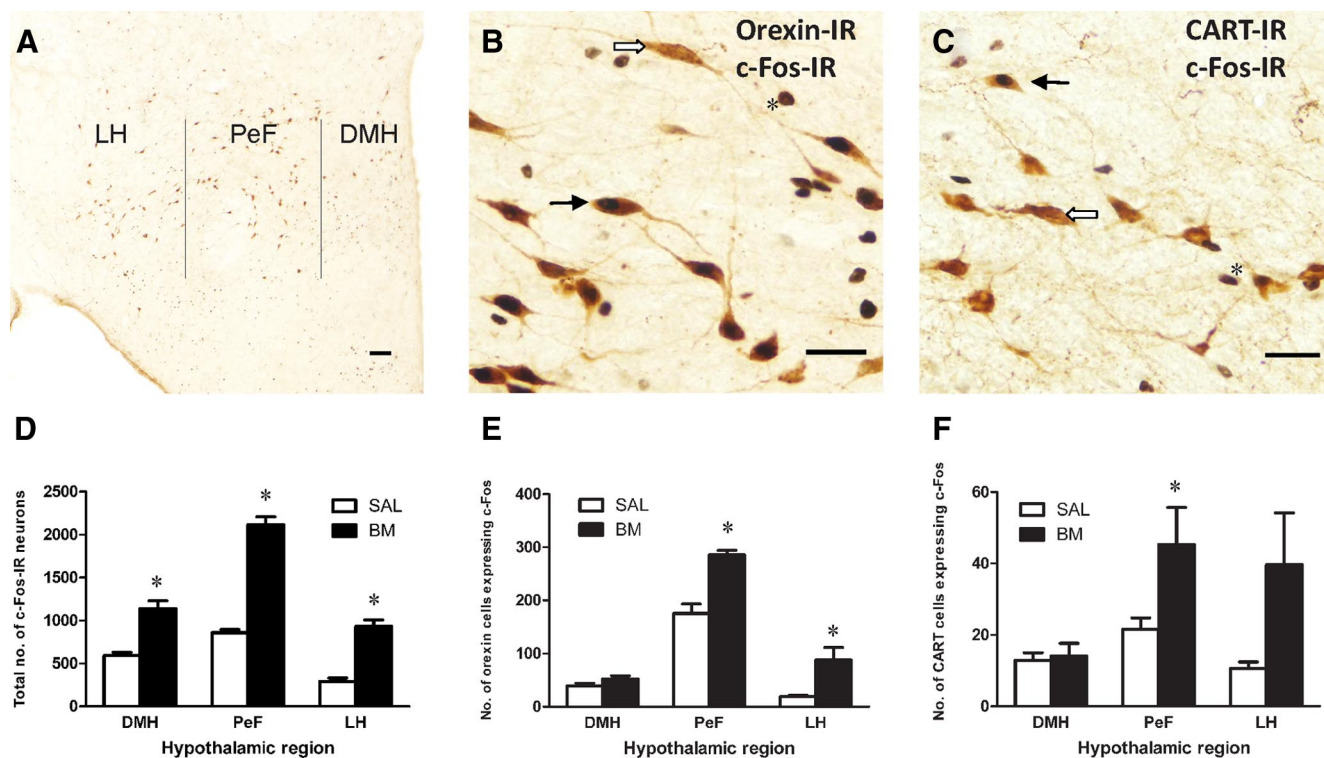 A
LH
PeF
DMH
B
Orexin-IR
c-Fos-IR
*
C
CART-IR
c-Fos-IR
*
D
Total no. of c-Fos-IR neurons
2500
2000
1500
1000
500
0
SAL
BM
*
*
*
DMH
PeF
LH
Hypothalamic region
E
No. of orexin cells expressing c-Fos
400
300
200
100
0
SAL
BM
*
*
DMH
PeF
LH
Hypothalamic region
F
No. of CART cells expressing c-Fos
60
40
20
0
SAL
BM
*
DMH
PeF
LH
Hypothalamic region